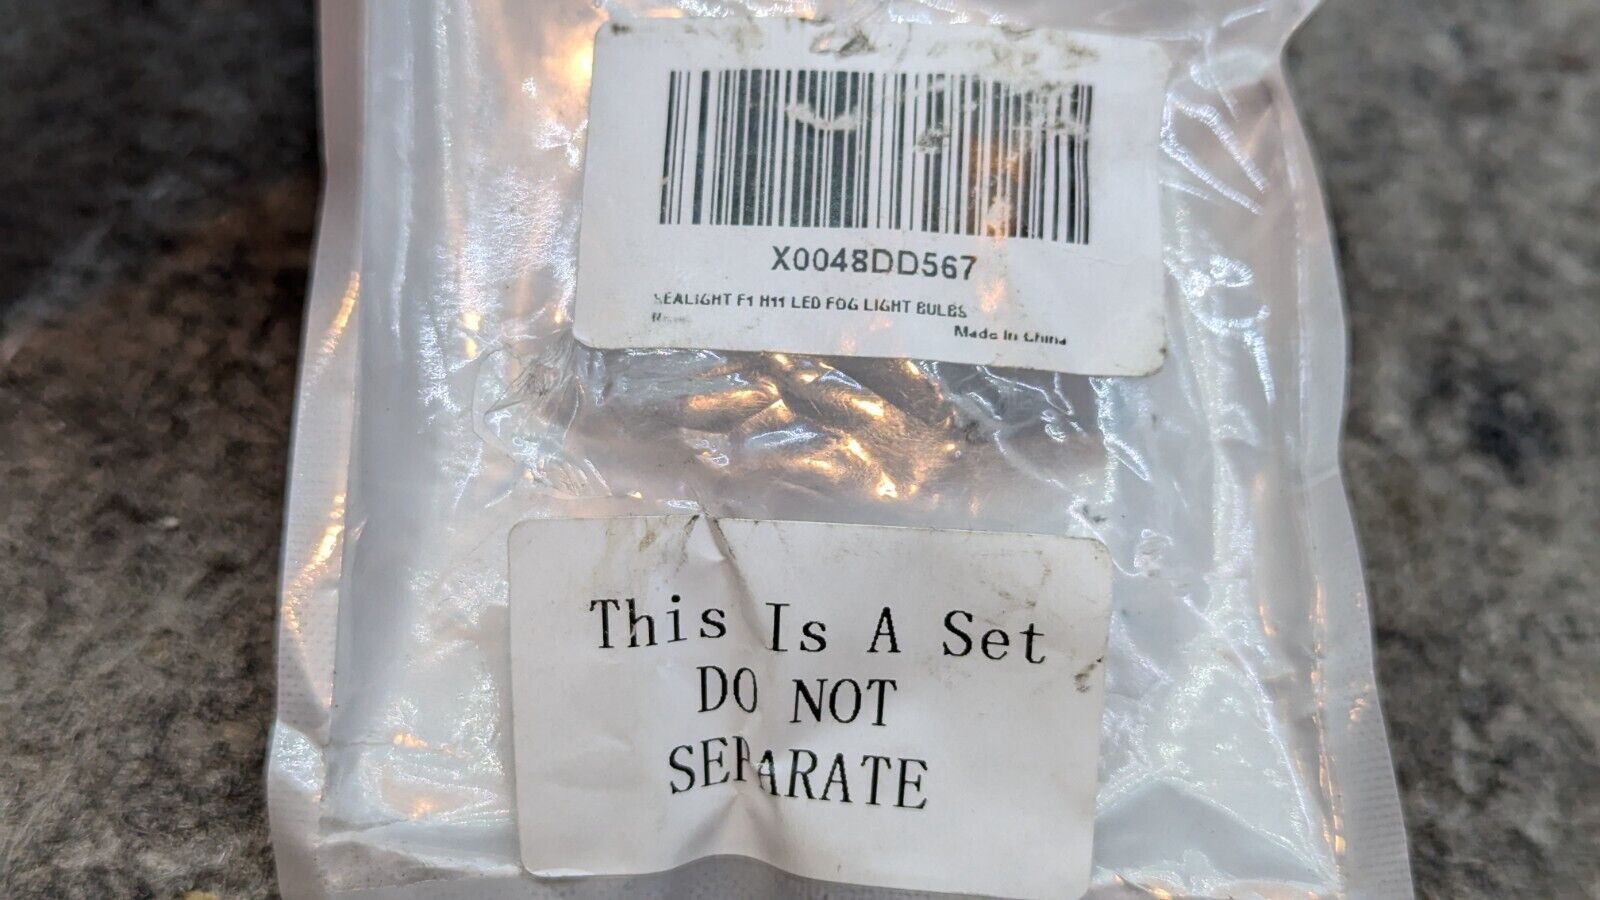 X0048DD567
SEALIGHT F1 H11 LED FOG LIGHT BULBS
Made In China
This Is A Set
DO NOT
SEPARATE